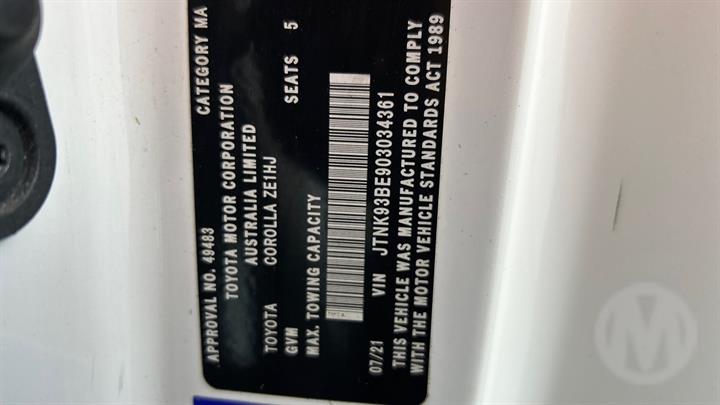 APPROVAL NO. 49483 CATEGORY MA
TOYOTA MOTOR CORPORATION
AUSTRALIA LIMITED
TOYOTA COROLLA ZE1HJ
GVM SEATS 5
MAX. TOWING CAPACITY
07/21 VIN JTNK93BE903034361
THIS VEHICLE WAS MANUFACTURED TO COMPLY
WITH THE MOTOR VEHICLE STANDARDS ACT 1989
M